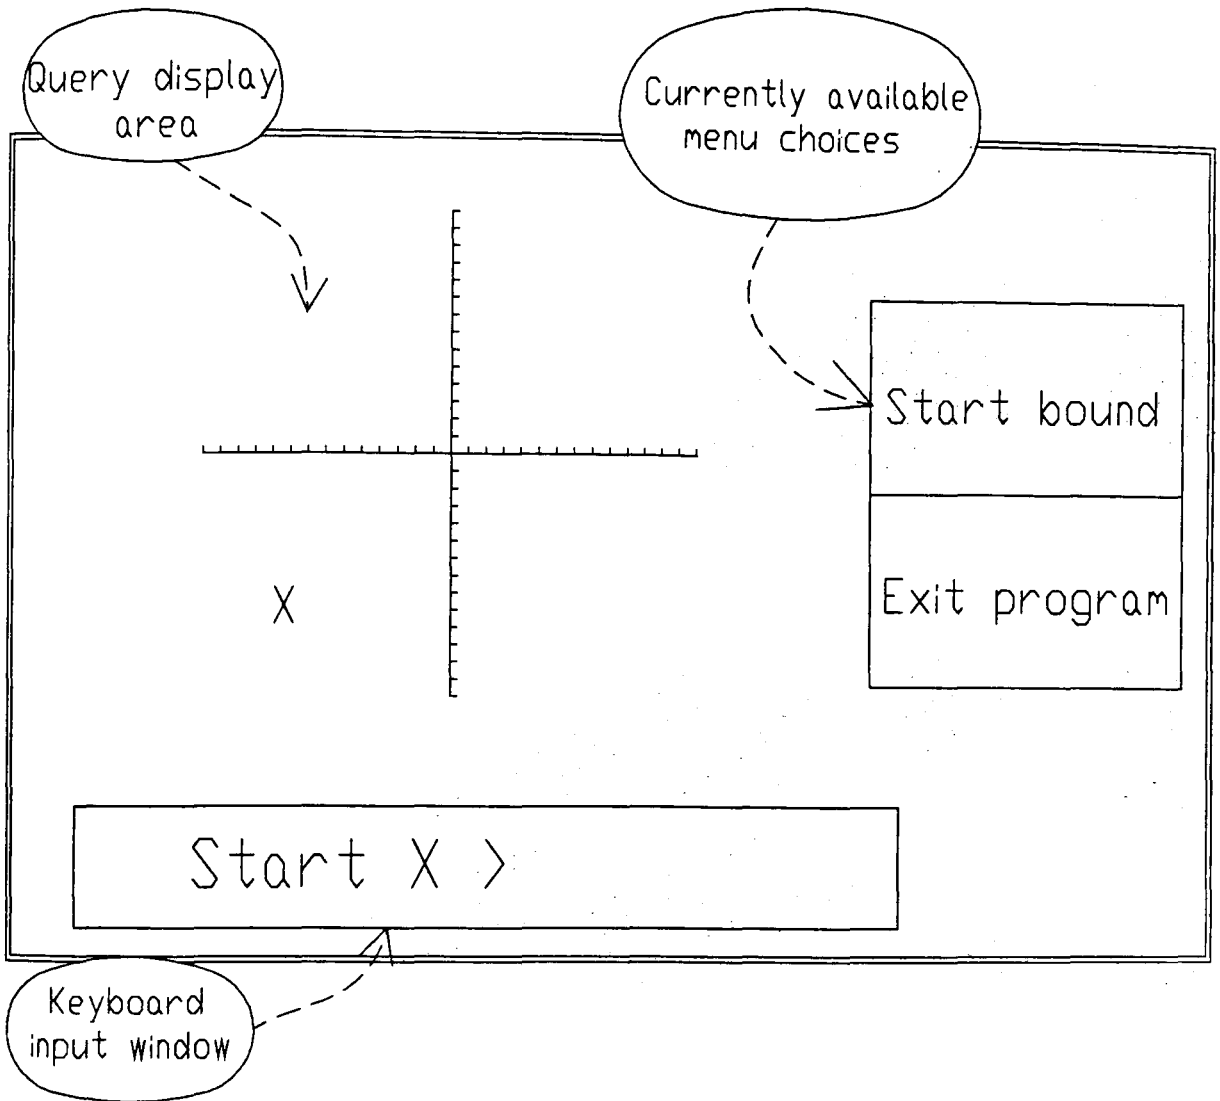 Query display
area
Currently available
menu choices
Start bound
Exit program
X
Start X >
Keyboard
input window